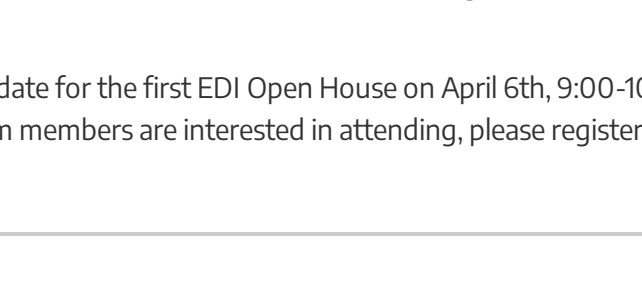 date for the first EDI Open House on April 6th, 9:00-10
members are interested in attending, please register